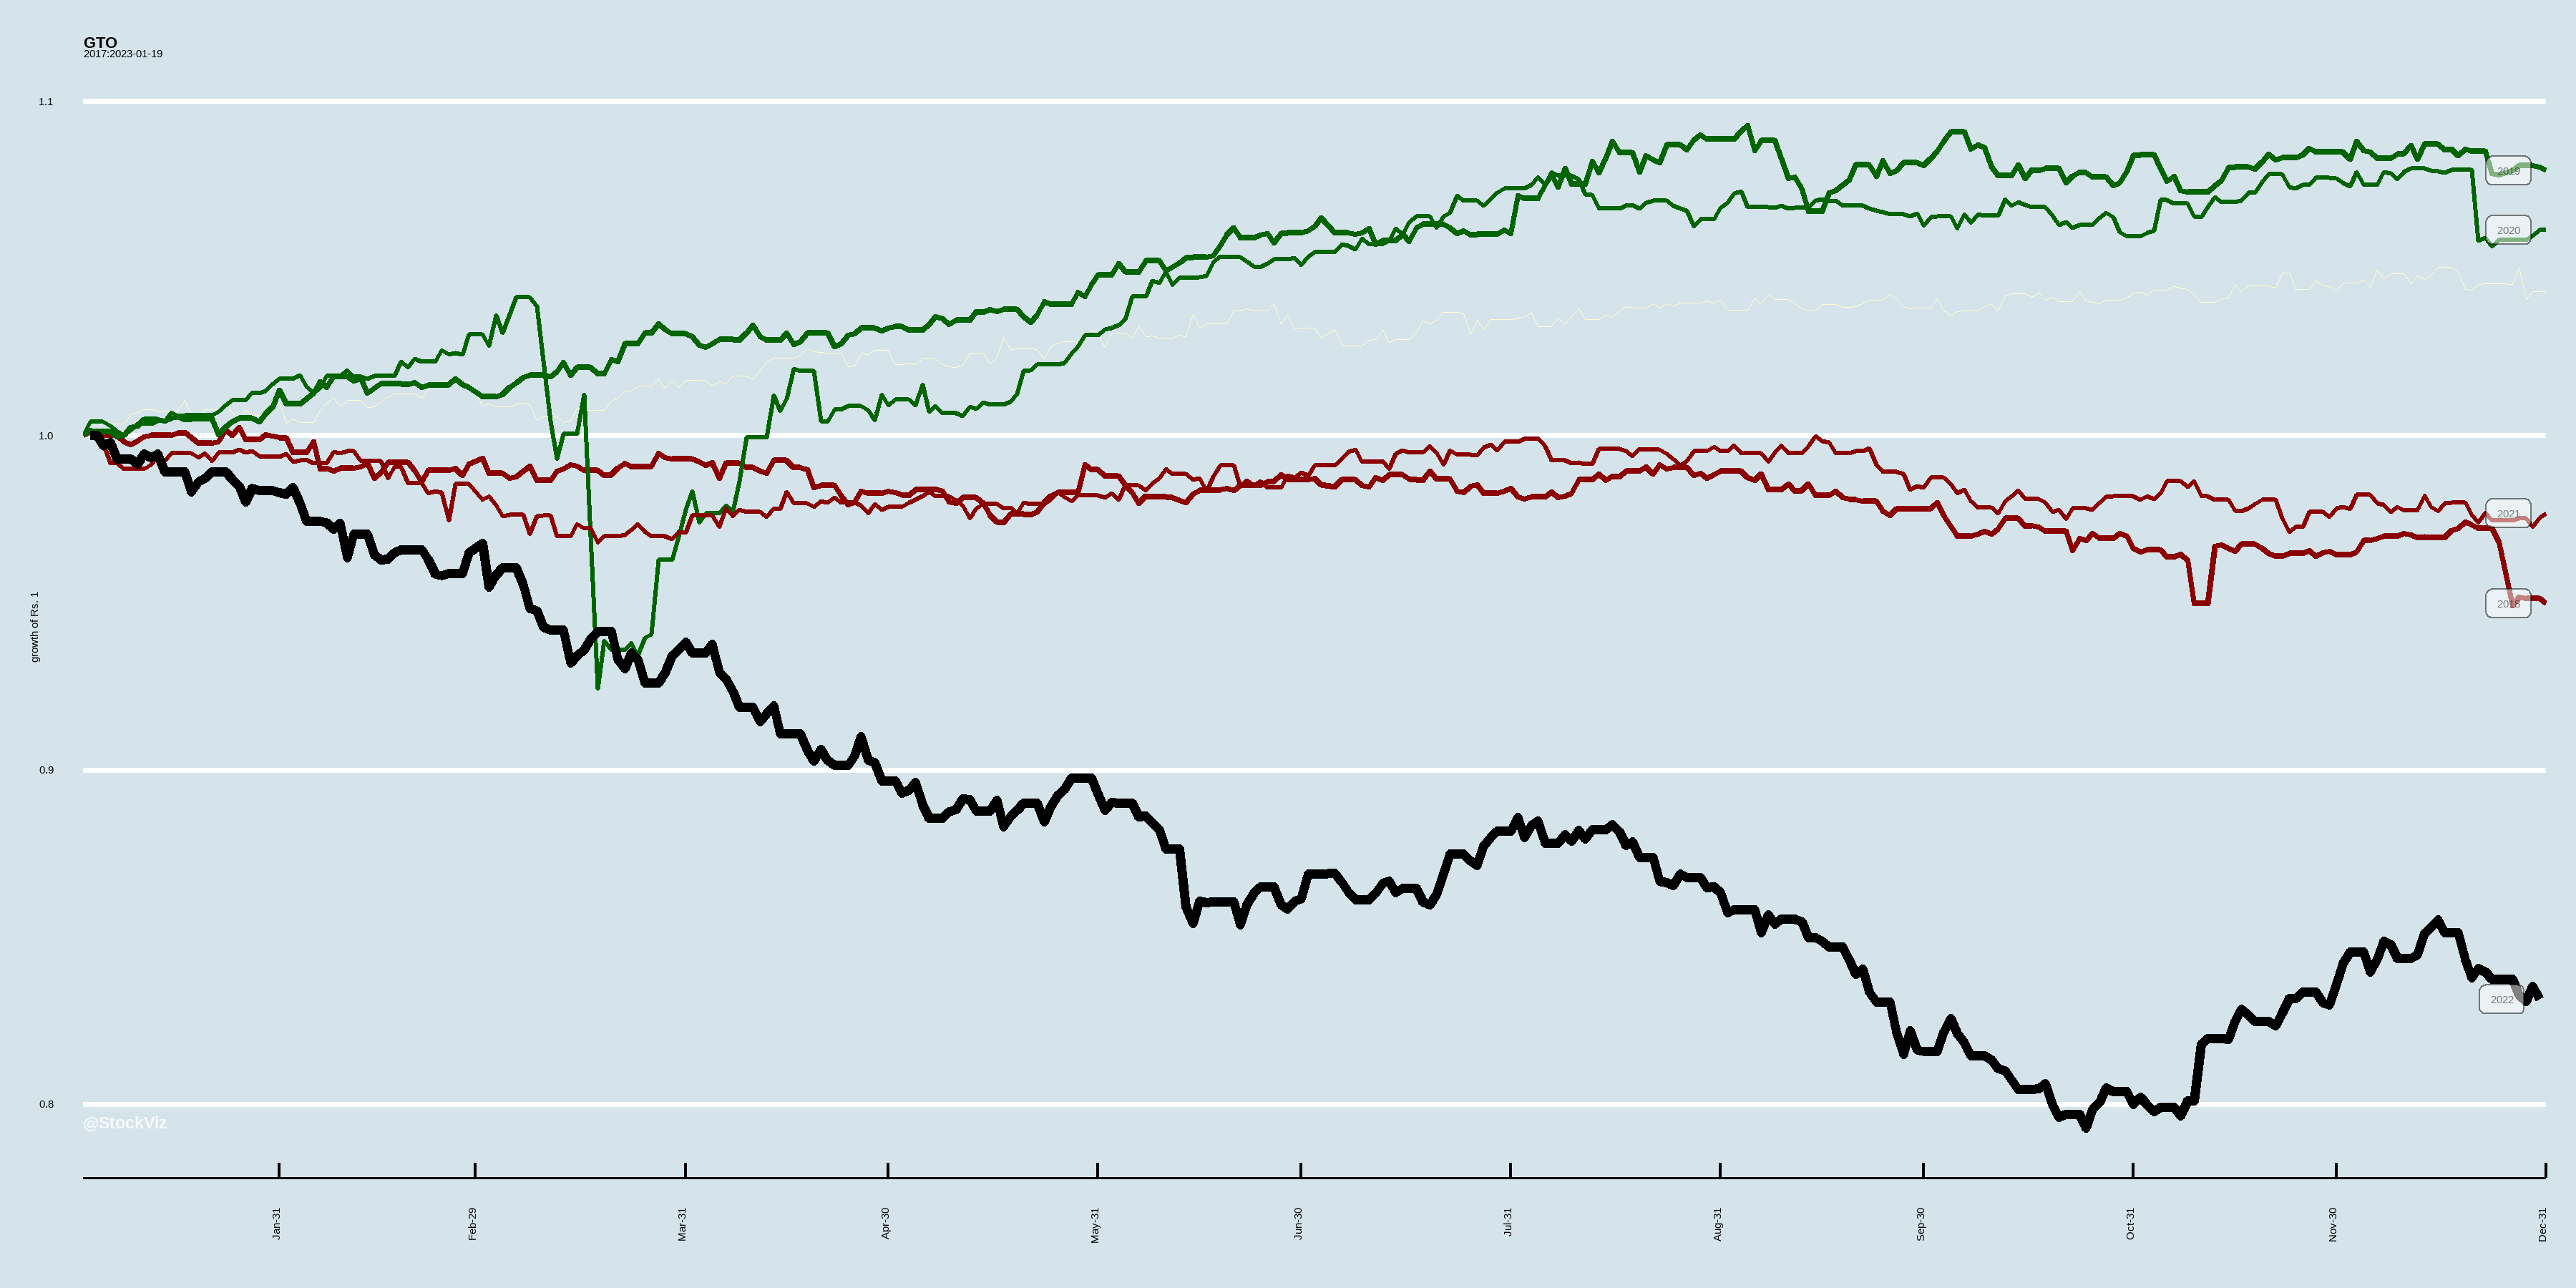 GTO
2017:2023-01-19
1.1
1.0
0.9
0.8
growth of Rs. 1
2019
2020
2021
2018
2022
@StockViz
Jan-31
Feb-29
Mar-31
Apr-30
May-31
Jun-30
Jul-31
Aug-31
Sep-30
Oct-31
Nov-30
Dec-31